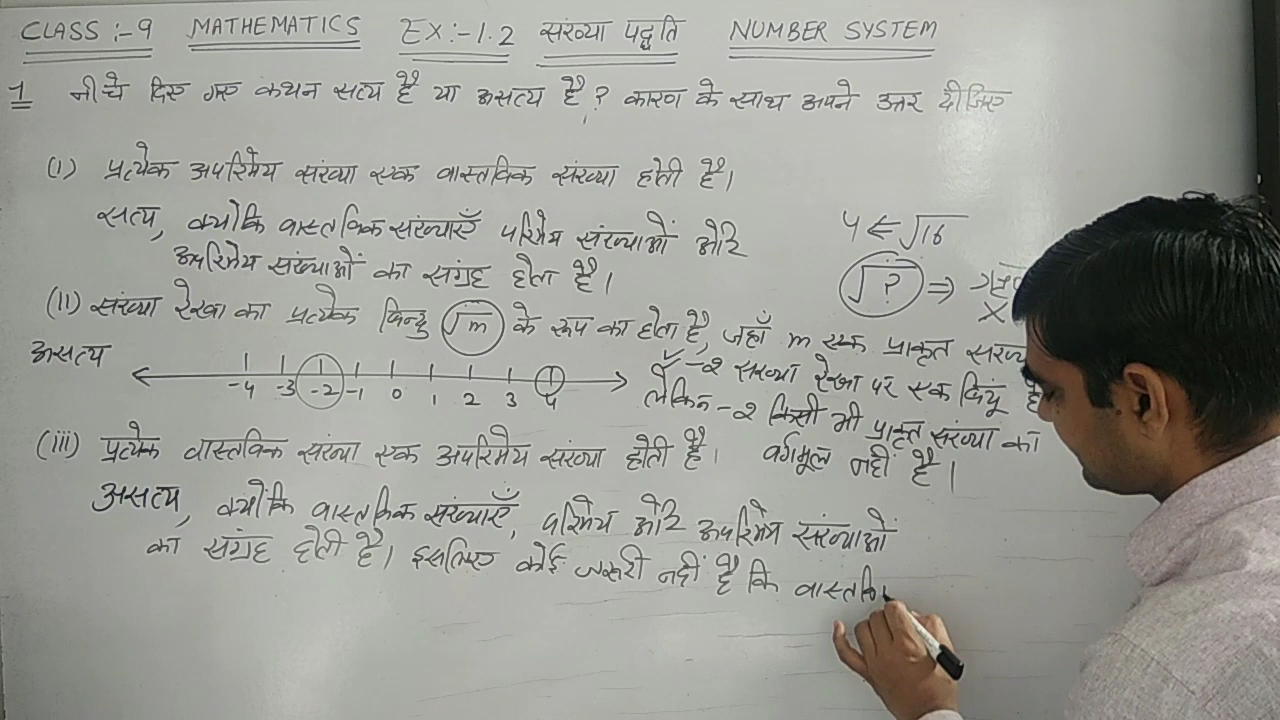 CLASS :- 9 MATHEMATICS EX :- 1.2 संख्या पद्धति NUMBER SYSTEM
1 नीचे दिए गए कथन सत्य है या असत्य है? कारण के साथ अपने उत्तर दीजिए
(i) प्रत्येक अपरिमेय संख्या एक वास्तविक संख्या होती है।
सत्य, क्योंकि वास्तविक संख्याएँ परिमेय संख्याओं और
अपरिमेय संख्याओं का संग्रह होता है।
4 ← √16
√? ⇒
×
(ii) संख्या रेखा का प्रत्येक बिन्दु √m के रूप का होता है, जहाँ m एक प्राकृत संख्या
असत्य
-4 -3 -2 -1 0 1 2 3 4
-2 संख्या रेखा पर एक बिंदु है
लेकिन -2 किसी भी प्राकृत संख्या का
वर्गमूल नहीं है।
(iii) प्रत्येक वास्तविक संख्या एक अपरिमेय संख्या होती है।
असत्य, क्योंकि वास्तविक संख्याएँ, परिमेय और अपरिमेय संख्याओं
का संग्रह होती है। इसलिए कोई जरूरी नहीं है कि वास्तवि